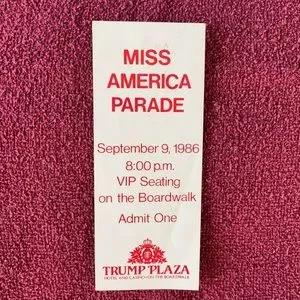 MISS
AMERICA
PARADE
September 9, 1986
8:00 p.m.
VIP Seating
on the Boardwalk
Admit One
TRUMP PLAZA
HOTEL AND CASINO•ON THE BOARDWALK